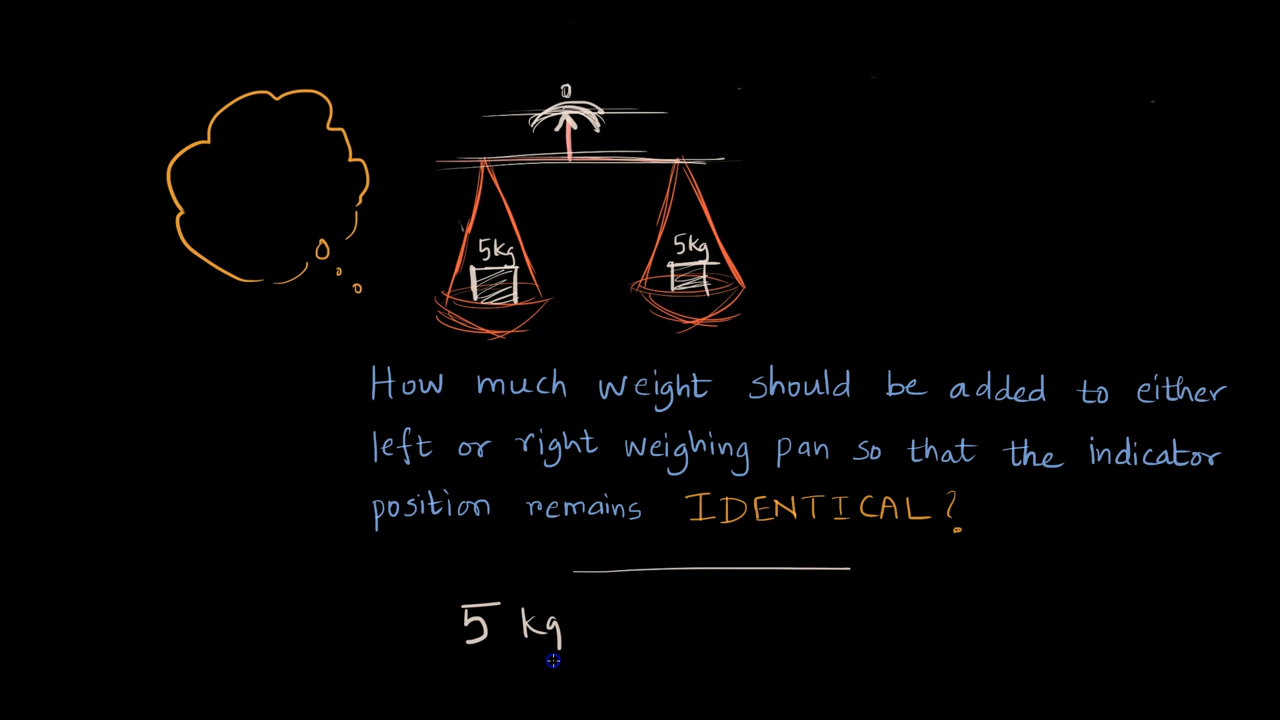 0
5kg
5kg
How much weight should be added to either
left or right weighing pan so that the indicator
position remains IDENTICAL?
5 kg